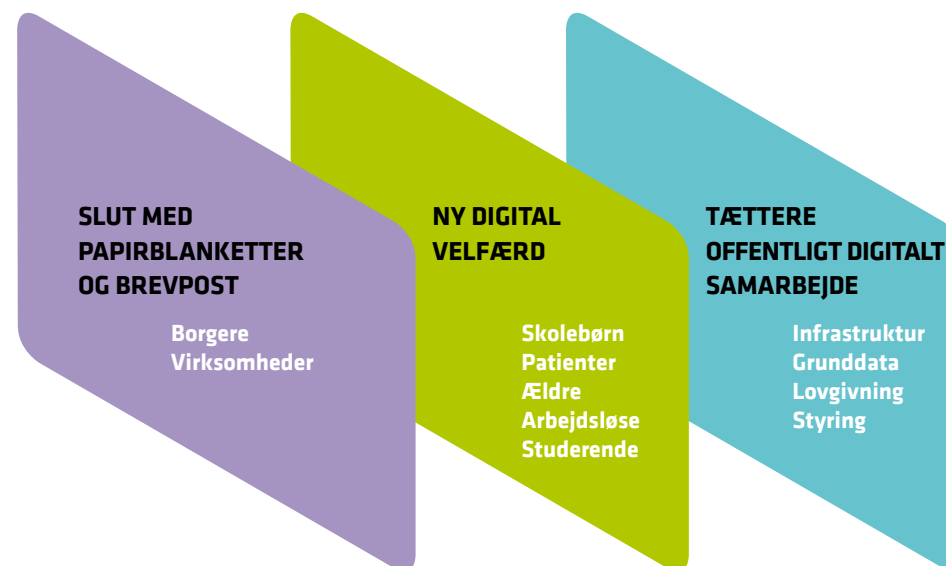 SLUT MED
PAPIRBLANKETTER
OG BREVPOST
Borgere
Virksomheder
NY DIGITAL
VELFÆRD
Skolebørn
Patienter
Ældre
Arbejdsløse
Studerende
TÆTTERE
OFFENTLIGT DIGITALT
SAMARBEJDE
Infrastruktur
Grunddata
Lovgivning
Styring